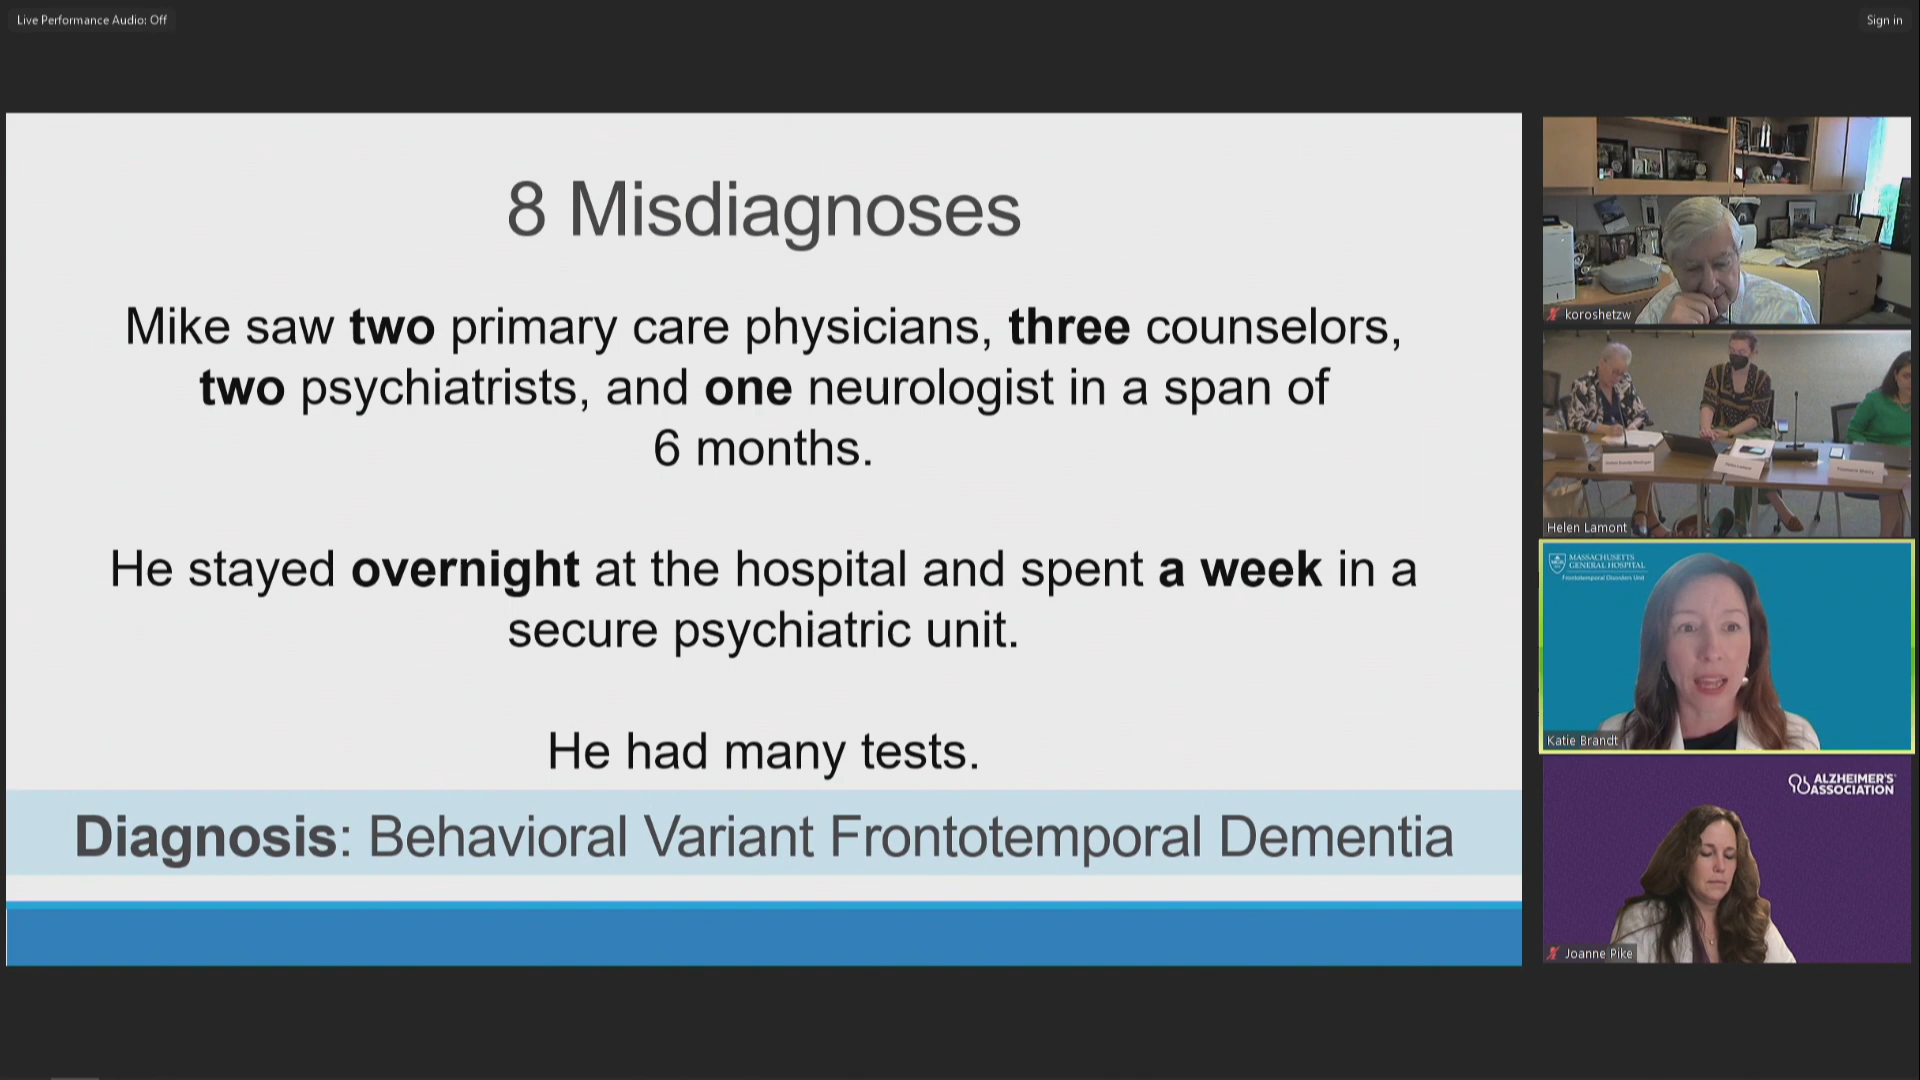 Live Performance Audio: Off
Sign in
8 Misdiagnoses
Mike saw two primary care physicians, three counselors,
two psychiatrists, and one neurologist in a span of
6 months.
He stayed overnight at the hospital and spent a week in a
secure psychiatric unit.
He had many tests.
Diagnosis: Behavioral Variant Frontotemporal Dementia
koroshetzw
Helen Lamont
MASSACHUSETTS
GENERAL HOSPITAL
Frontotemporal Disorders Unit
Katie Brandt
ALZHEIMER'S
ASSOCIATION
Joanne Pike